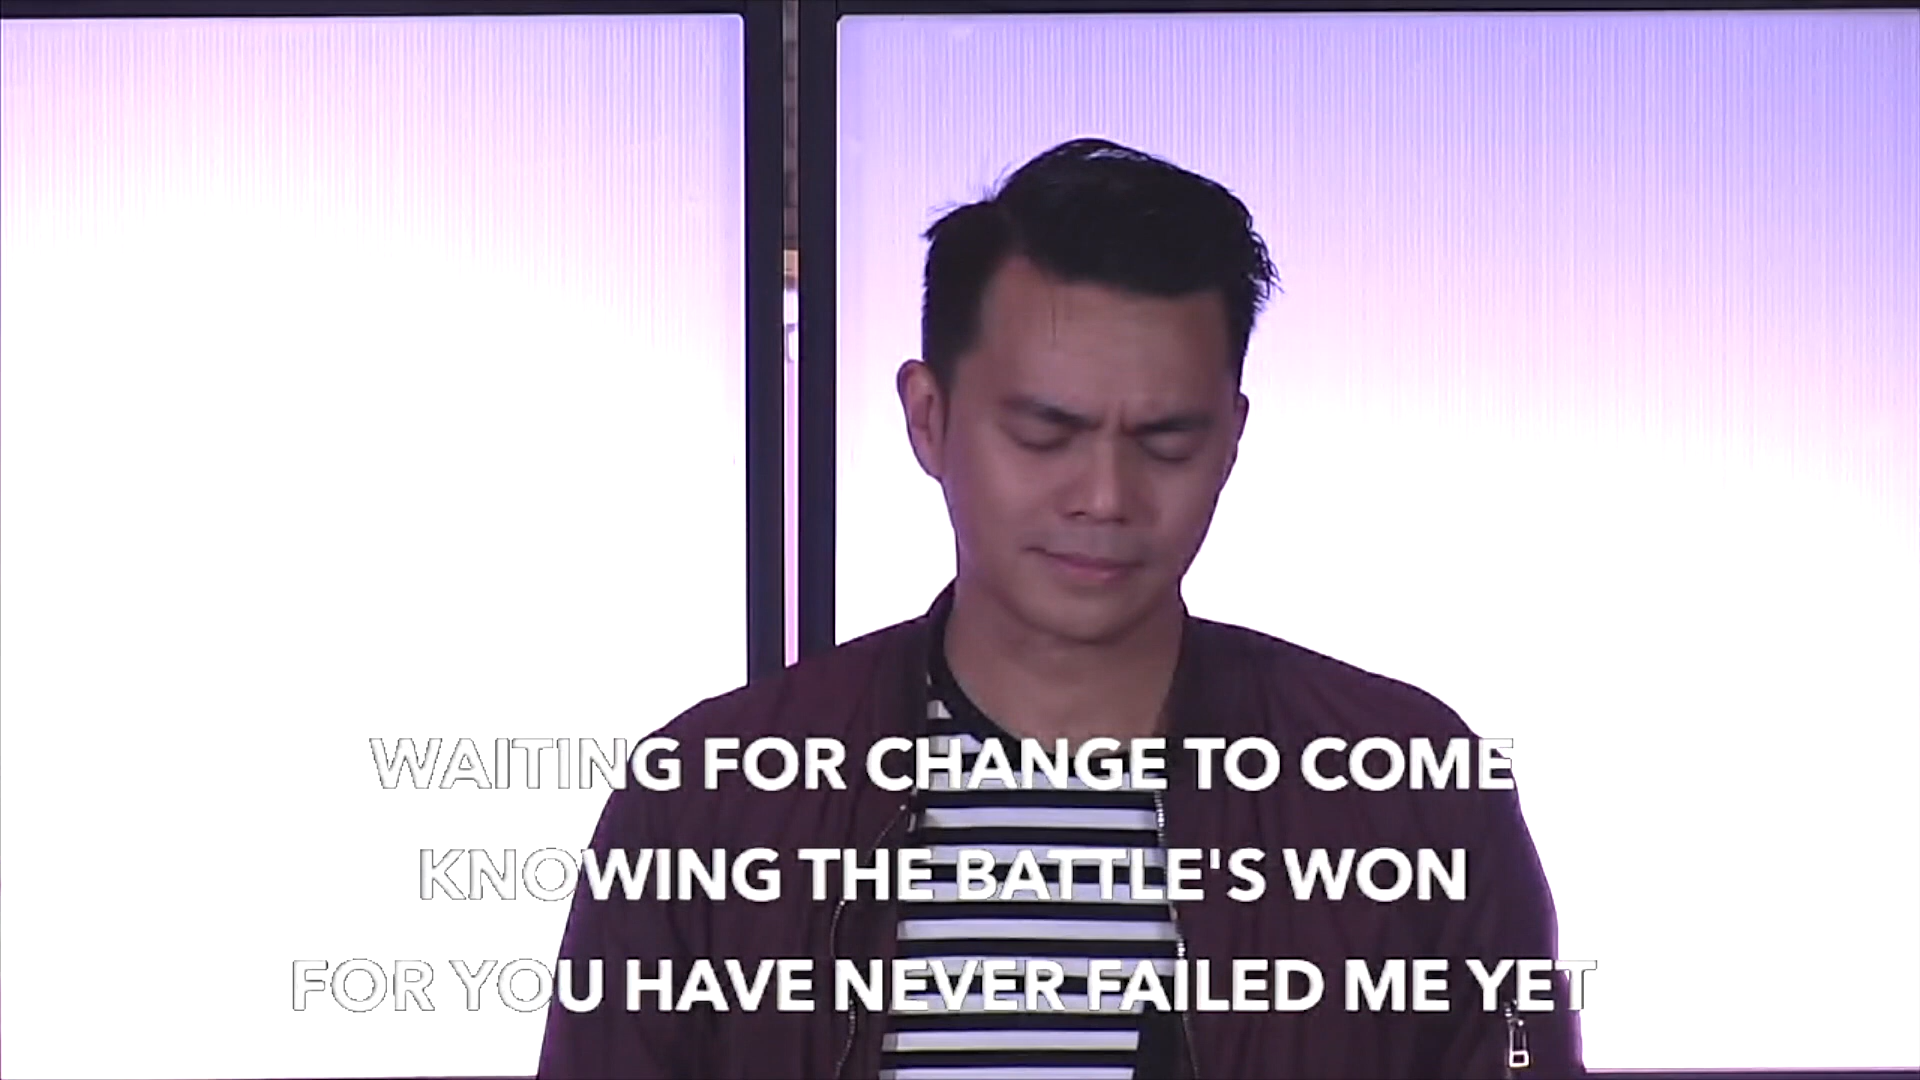 WAITING FOR CHANGE TO COME
KNOWING THE BATTLE'S WON
FOR YOU HAVE NEVER FAILED ME YET